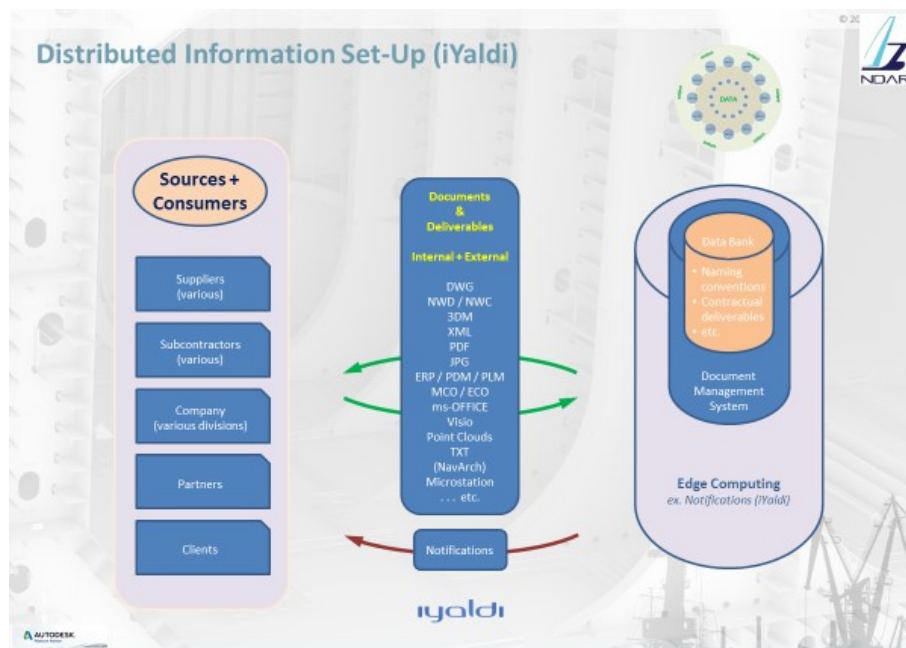 © 20
Distributed Information Set-Up (iYaldi)
NDAR
DATA
Sources +
Consumers
Suppliers
(various)
Subcontractors
(various)
Company
(various divisions)
Partners
Clients
Documents
&
Deliverables
Internal + External
DWG
NWD / NWC
3DM
XML
PDF
JPG
ERP / PDM / PLM
MCO / ECO
ms-OFFICE
Visio
Point Clouds
TXT
(NavArch)
Microstation
. . . etc.
Notifications
Data Bank
• Naming
conventions
• Contractual
deliverables
• etc.
Document
Management
System
Edge Computing
ex. Notifications (iYaldi)
iyaldi
AUTODESK